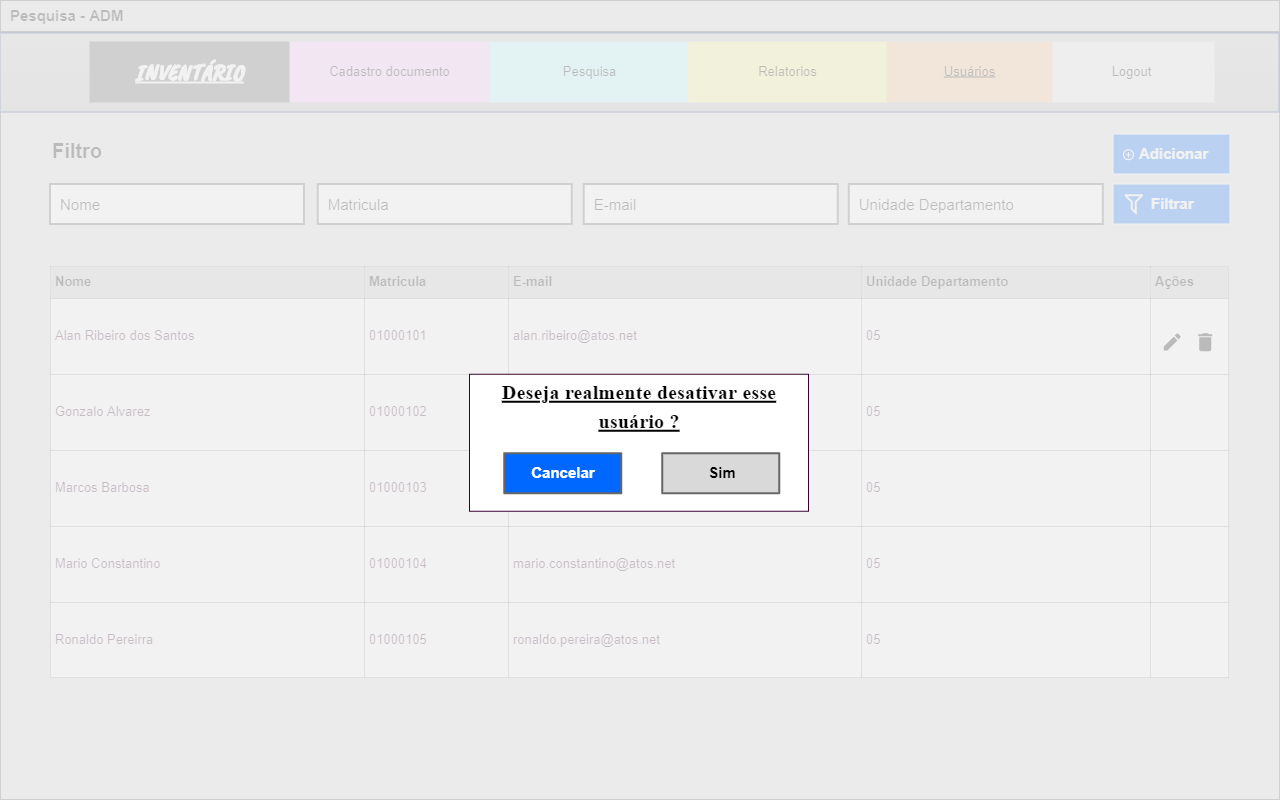 Pesquisa - ADM
INVENTÁRIO Cadastro documento Pesquisa Relatorios Usuários Logout
Filtro
Adicionar
Nome Matricula E-mail Unidade Departamento Filtrar
Nome Matricula E-mail Unidade Departamento Ações
Alan Ribeiro dos Santos 01000101 alan.ribeiro@atos.net 05
Deseja realmente desativar esse
usuário ?
Gonzalo Alvarez 01000102 05
Cancelar Sim
Marcos Barbosa 01000103 05
Mario Constantino 01000104 mario.constantino@atos.net 05
Ronaldo Pereirra 01000105 ronaldo.pereira@atos.net 05